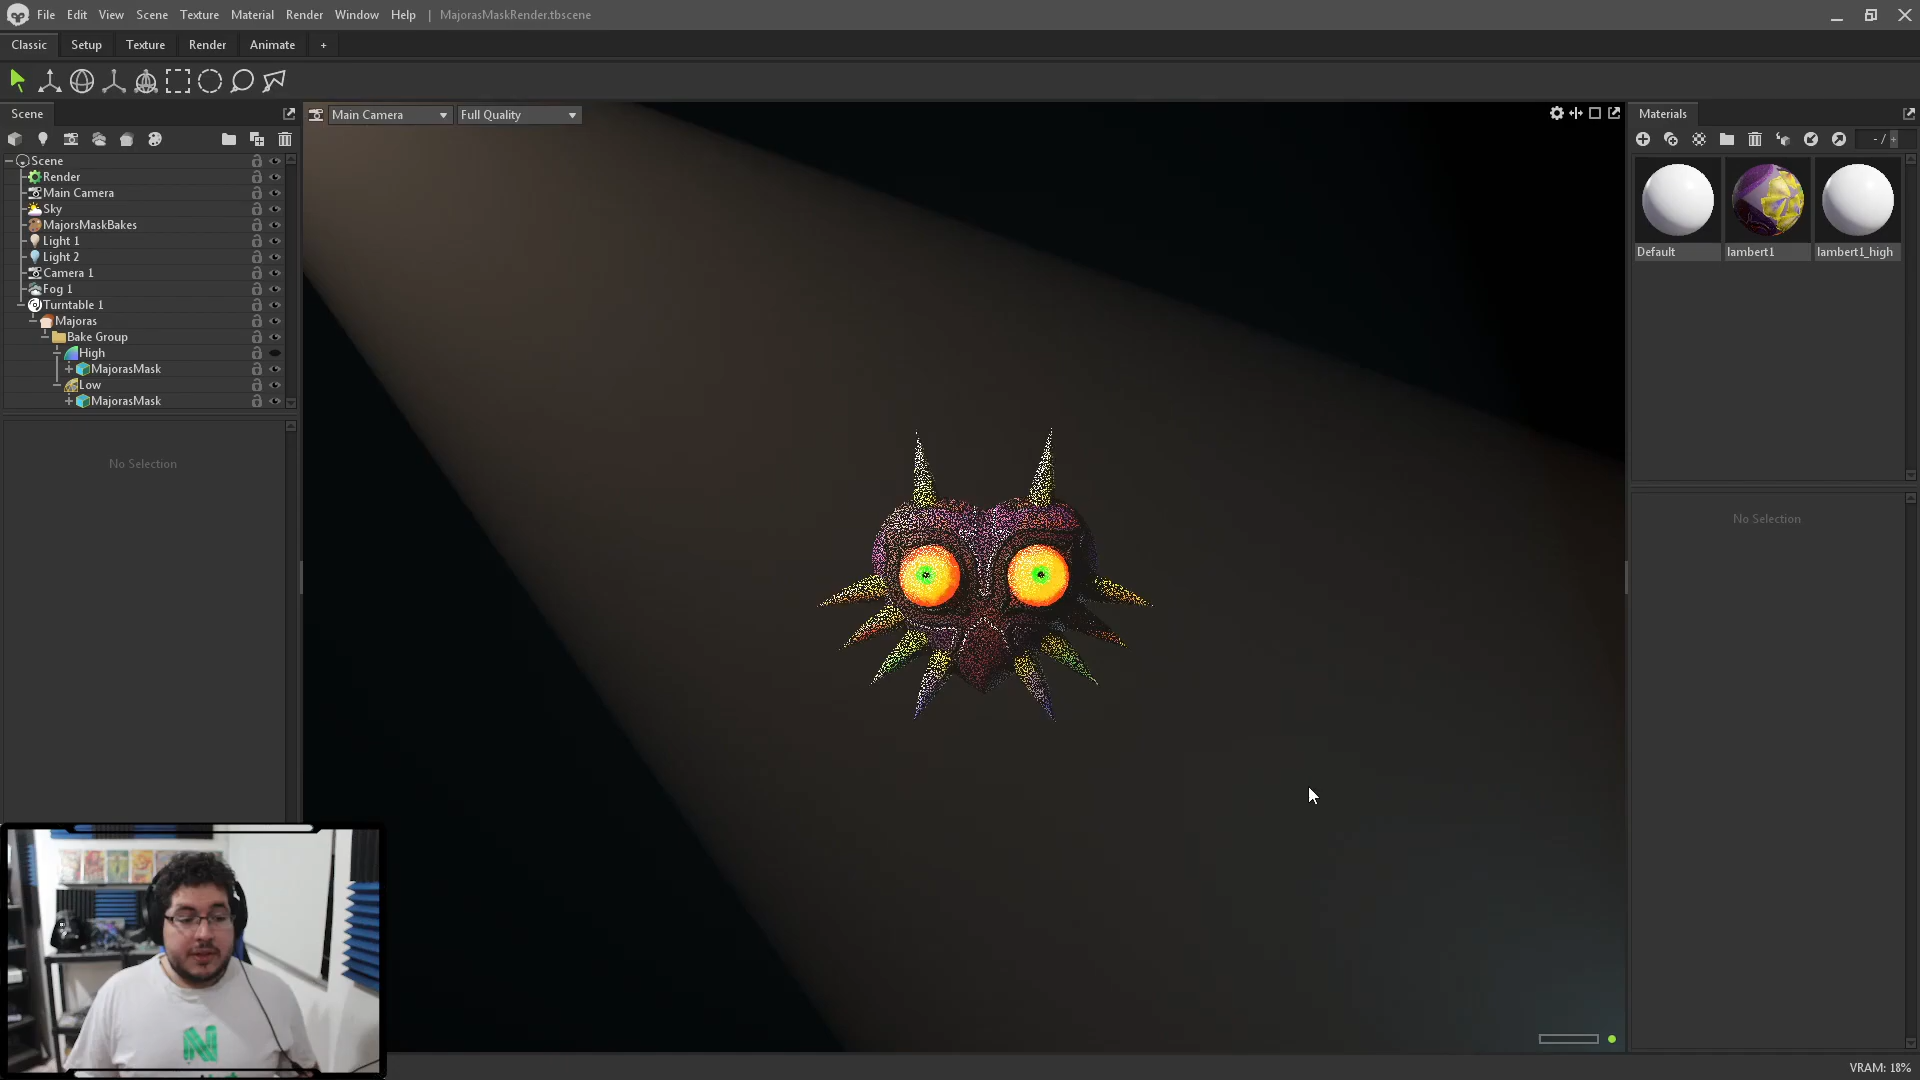 File Edit View Scene Texture Material Render Window Help | MajorasMaskRender.tbscene
Classic Setup Texture Render Animate +
Scene
Main Camera
Full Quality
Materials
- /
Scene
Render
Main Camera
Sky
MajorsMaskBakes
Light 1
Light 2
Camera 1
Fog 1
Turntable 1
Majoras
Bake Group
High
MajorasMask
Low
MajorasMask
No Selection
Default
lambert1
lambert1_high
No Selection
N
VRAM: 18%